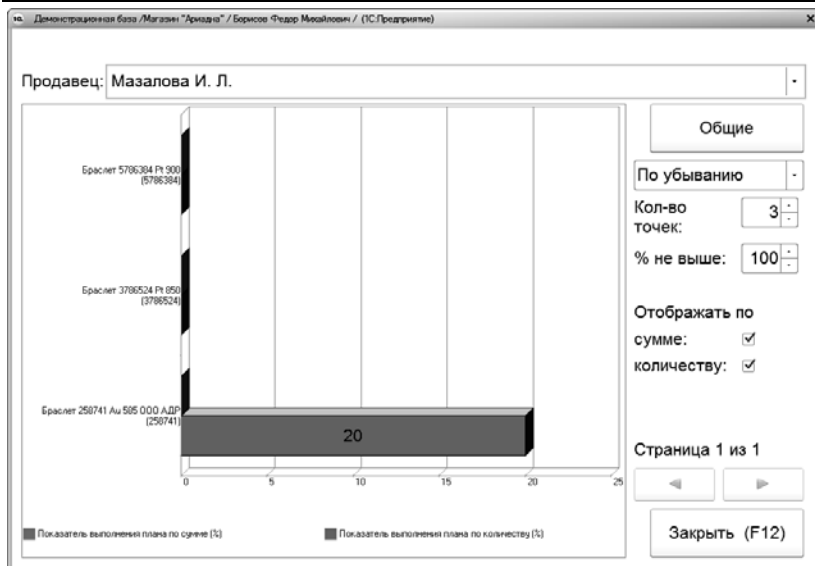 Демонстрационная база /Магазин "Ариадна" / Борисов Федор Михайлович / (1С:Предприятие)
Продавец: Мазалова И. Л.
Общие
По убыванию
Кол-во точек: 3
% не выше: 100
Отображать по
сумме:
количеству:
Страница 1 из 1
Закрыть (F12)
Браслет 5786384 Pt 900
(5786384)
Браслет 3786524 Pt 850
(3786524)
Браслет 258741 Au 585 ООО АДР
(258741)
20
0 5 10 15 20 25
Показатель выполнения плана по сумме (%)
Показатель выполнения плана по количеству (%)